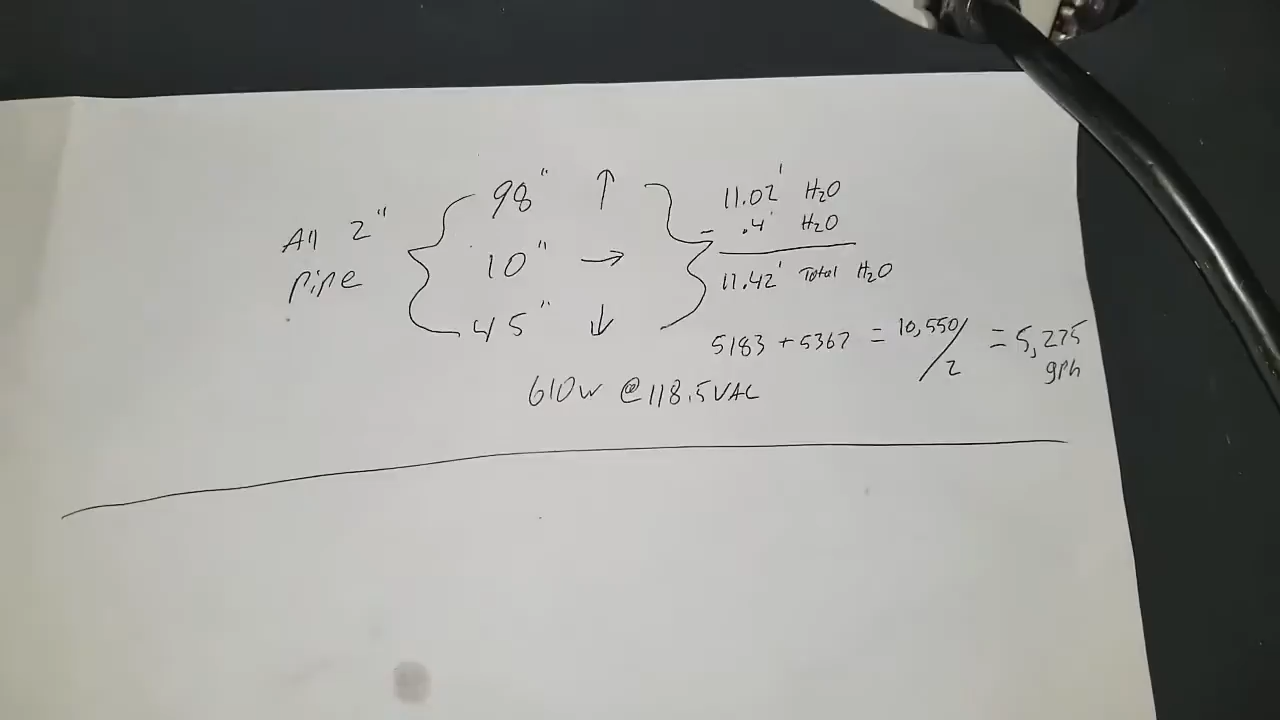 All 2"
pipe
98" ↑
10" →
45" ↓
11.02' H₂O
- .4' H₂O
11.42' Total H₂O
5183 + 5367 = 10,550/2 = 5,275 gph
610W @ 118.5VAC